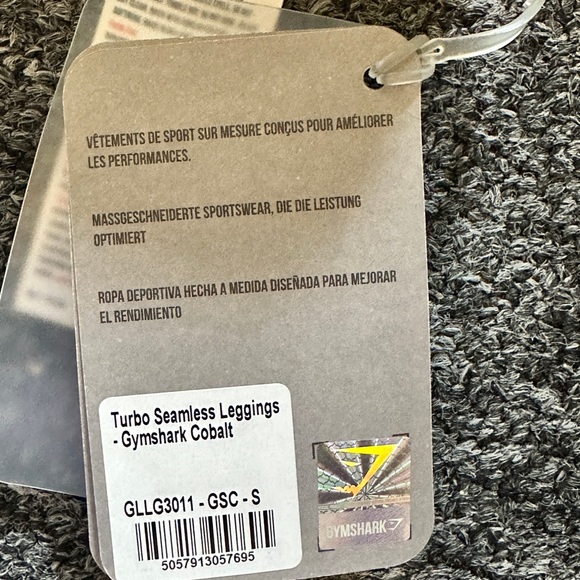 VÊTEMENTS DE SPORT SUR MESURE CONÇUS POUR AMÉLIORER
LES PERFORMANCES.
MASSGESCHNEIDERTE SPORTSWEAR, DIE DIE LEISTUNG
OPTIMIERT
ROPA DEPORTIVA HECHA A MEDIDA DISEÑADA PARA MEJORAR
EL RENDIMIENTO
Turbo Seamless Leggings
- Gymshark Cobalt
GLLG3011 - GSC - S
5057913057695
GYMSHARK